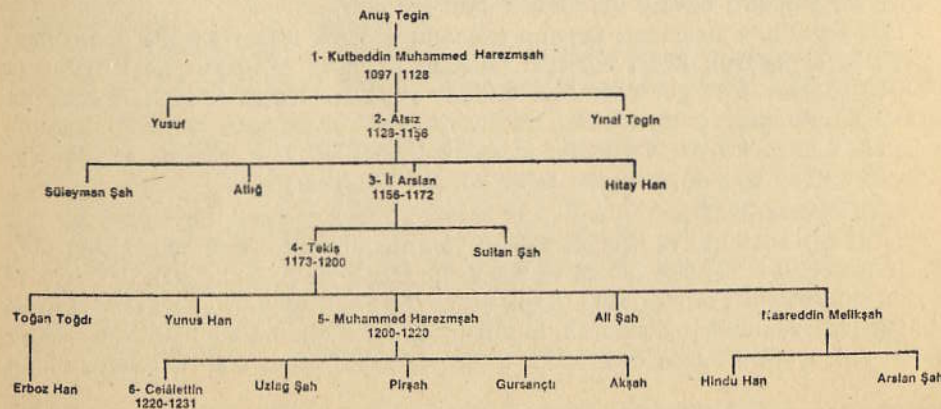 Anuş Tegin
1- Kutbeddin Muhammed Harezmşah
1097 1128
Yusuf 2- Atsız Yınal Tegin
1128-1156
Süleyman Şah Atlığ 3- İl Arslan Hıtay Han
1156-1172
4- Tekiş Sultan Şah
1173-1200
Toğan Toğdı Yunus Han 5- Muhammed Harezmşah Ali Şah Nasreddin Melikşah
1200-1220
Erboz Han 6- Celâlettin Uzlag Şah Pirşah Gursançtı Akşah Hindu Han Arslan Şah
1220-1231